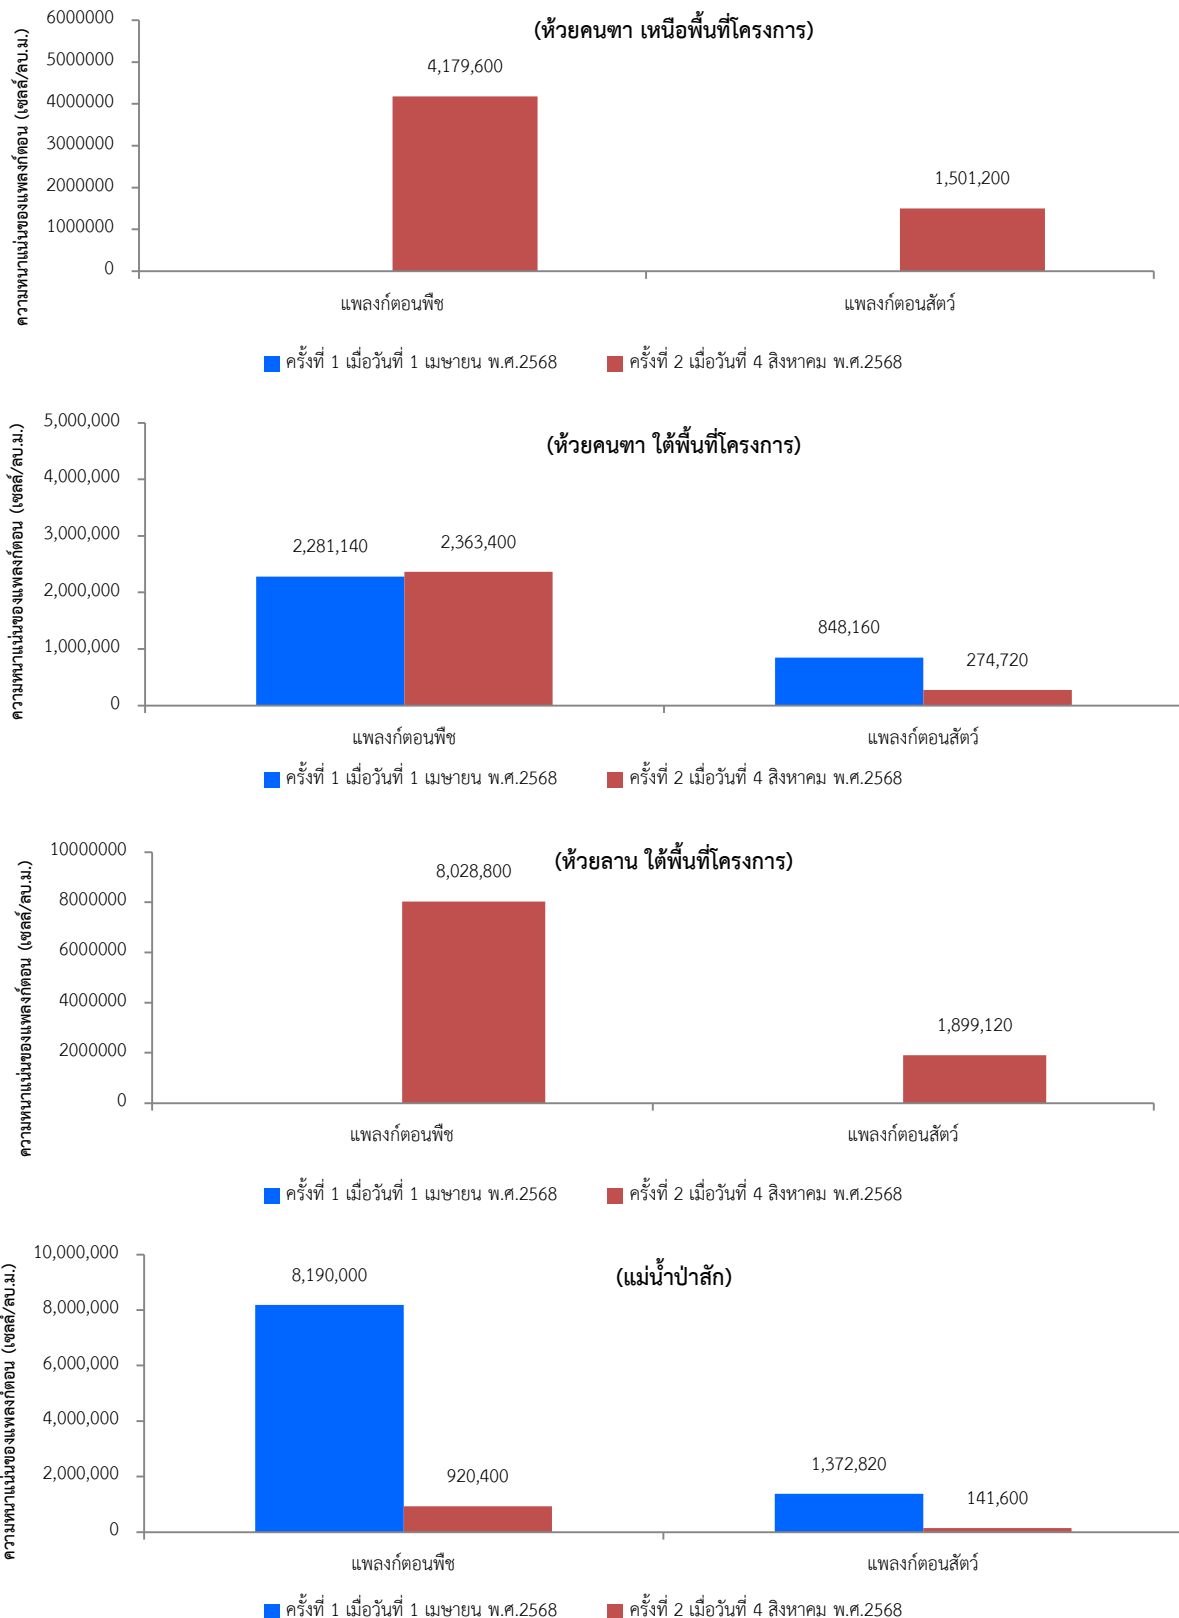 (ห้วยคนฑา เหนือพื้นที่โครงการ)
ความหนาแน่นของแพลงก์ตอน (เซลล์/ลบ.ม.)
6000000
5000000
4000000
3000000
2000000
1000000
0
4,179,600
1,501,200
แพลงก์ตอนพืช แพลงก์ตอนสัตว์
ครั้งที่ 1 เมื่อวันที่ 1 เมษายน พ.ศ.2568 ครั้งที่ 2 เมื่อวันที่ 4 สิงหาคม พ.ศ.2568
(ห้วยคนฑา ใต้พื้นที่โครงการ)
ความหนาแน่นของแพลงก์ตอน (เซลล์/ลบ.ม.)
5,000,000
4,000,000
3,000,000
2,000,000
1,000,000
0
2,281,140 2,363,400
848,160 274,720
แพลงก์ตอนพืช แพลงก์ตอนสัตว์
ครั้งที่ 1 เมื่อวันที่ 1 เมษายน พ.ศ.2568 ครั้งที่ 2 เมื่อวันที่ 4 สิงหาคม พ.ศ.2568
(ห้วยลาน ใต้พื้นที่โครงการ)
ความหนาแน่นของแพลงก์ตอน (เซลล์/ลบ.ม.)
10000000
8000000
6000000
4000000
2000000
0
8,028,800
1,899,120
แพลงก์ตอนพืช แพลงก์ตอนสัตว์
ครั้งที่ 1 เมื่อวันที่ 1 เมษายน พ.ศ.2568 ครั้งที่ 2 เมื่อวันที่ 4 สิงหาคม พ.ศ.2568
(แม่น้ำป่าสัก)
ความหนาแน่นของแพลงก์ตอน (เซลล์/ลบ.ม.)
10,000,000
8,000,000
6,000,000
4,000,000
2,000,000
0
8,190,000
920,400
1,372,820
141,600
แพลงก์ตอนพืช แพลงก์ตอนสัตว์
ครั้งที่ 1 เมื่อวันที่ 1 เมษายน พ.ศ.2568 ครั้งที่ 2 เมื่อวันที่ 4 สิงหาคม พ.ศ.2568